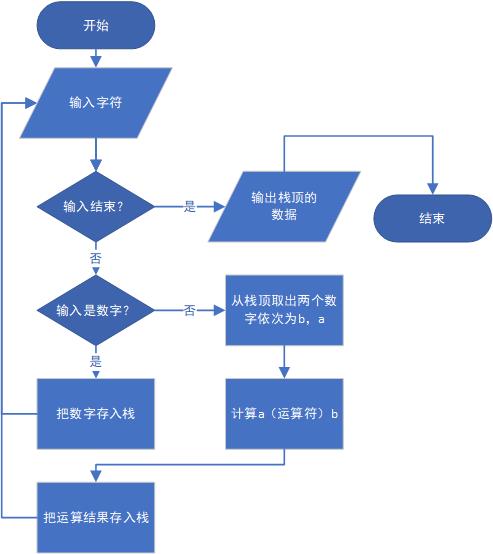 开始
输入字符
输入结束？
是
输出栈顶的
数据
结束
否
输入是数字？
否
从栈顶取出两个数
字依次为b，a
是
把数字存入栈
计算a（运算符）b
把运算结果存入栈